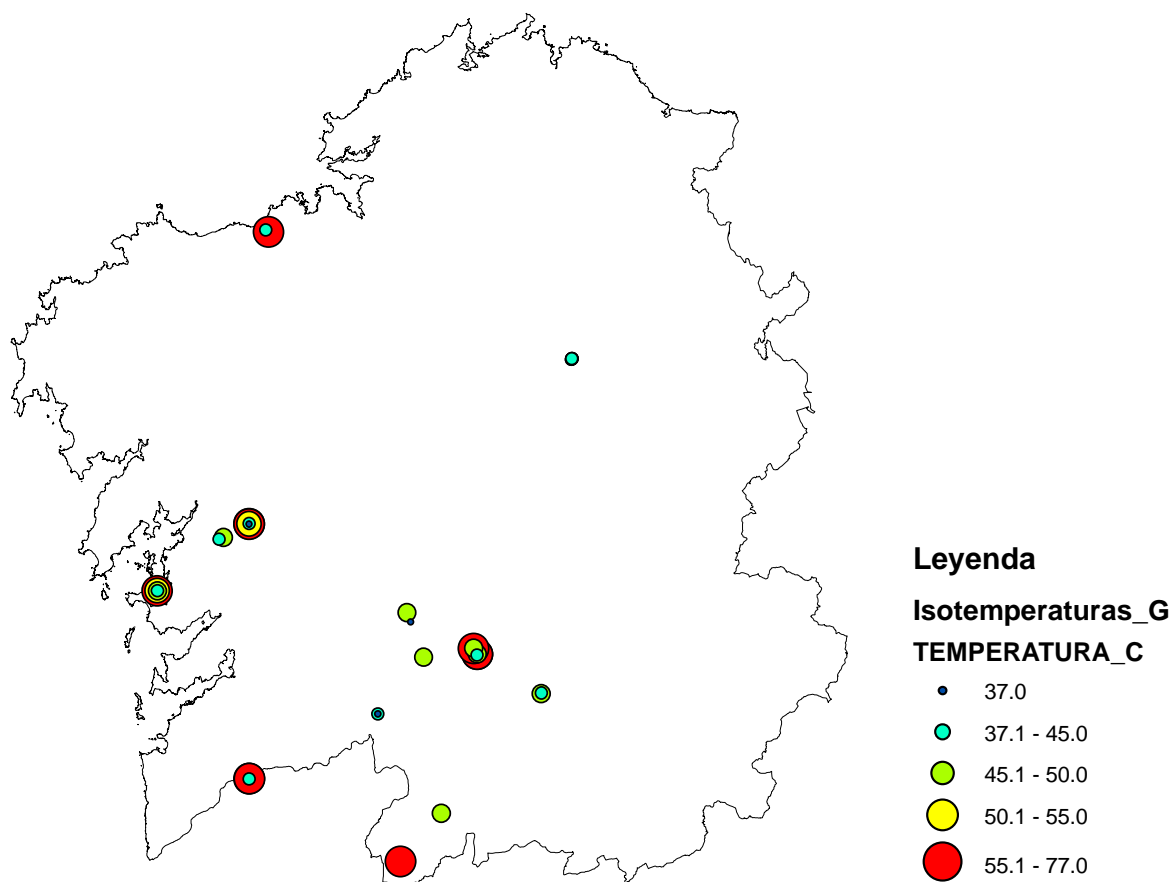 Leyenda
Isotemperaturas_G
TEMPERATURA_C
37.0
37.1 - 45.0
45.1 - 50.0
50.1 - 55.0
55.1 - 77.0